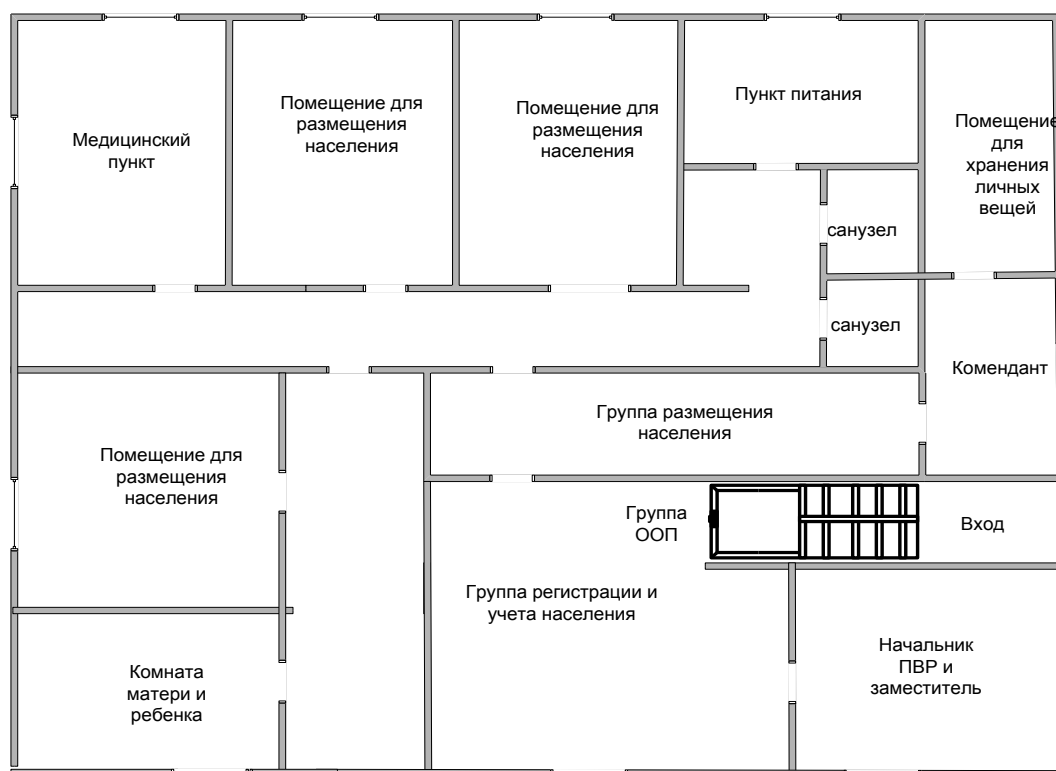 Медицинский
пункт
Помещение для
размещения
населения
Помещение для
размещения
населения
Пункт питания
Помещение
для
хранения
личных
вещей
санузел
санузел
Комендант
Группа размещения
населения
Помещение для
размещения
населения
Группа
ООП
Вход
Группа регистрации и
учета населения
Комната
матери и
ребенка
Начальник
ПВР и
заместитель